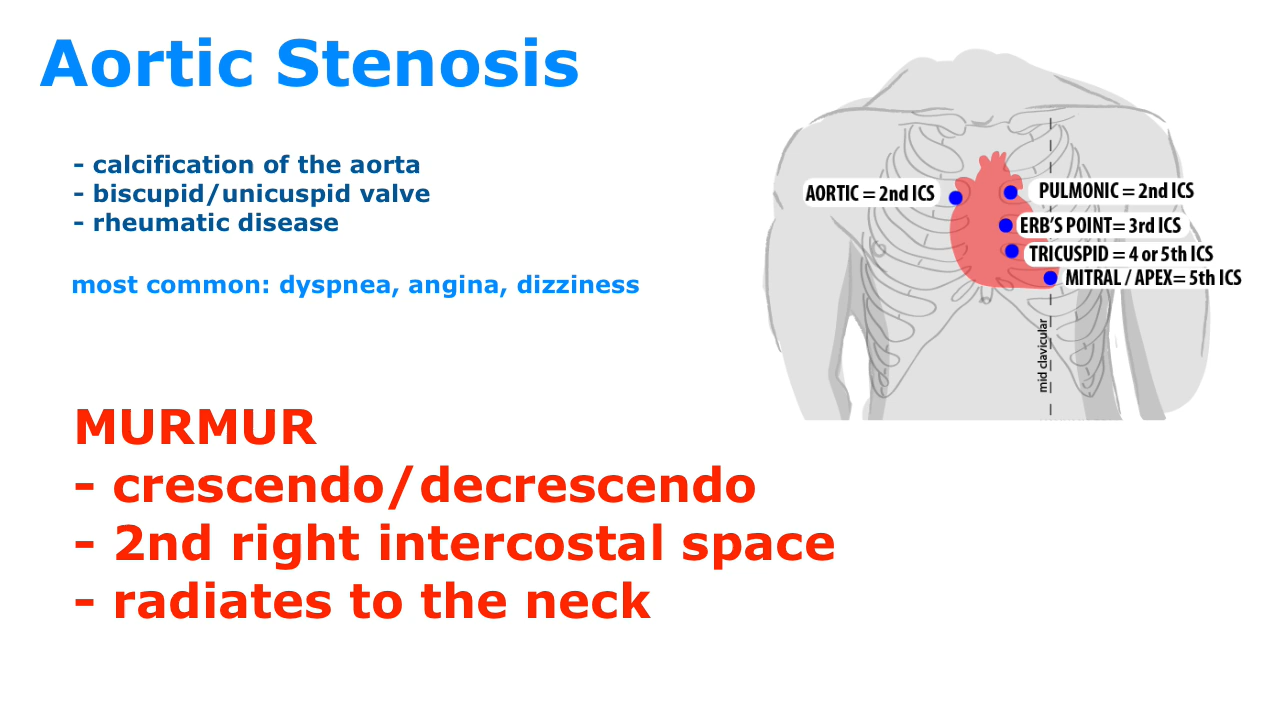 Aortic Stenosis
- calcification of the aorta
- biscupid/unicuspid valve
- rheumatic disease
most common: dyspnea, angina, dizziness
MURMUR
- crescendo/decrescendo
- 2nd right intercostal space
- radiates to the neck
AORTIC = 2nd ICS
PULMONIC = 2nd ICS
ERB'S POINT= 3rd ICS
TRICUSPID = 4 or 5th ICS
MITRAL / APEX= 5th ICS
mid clavicular